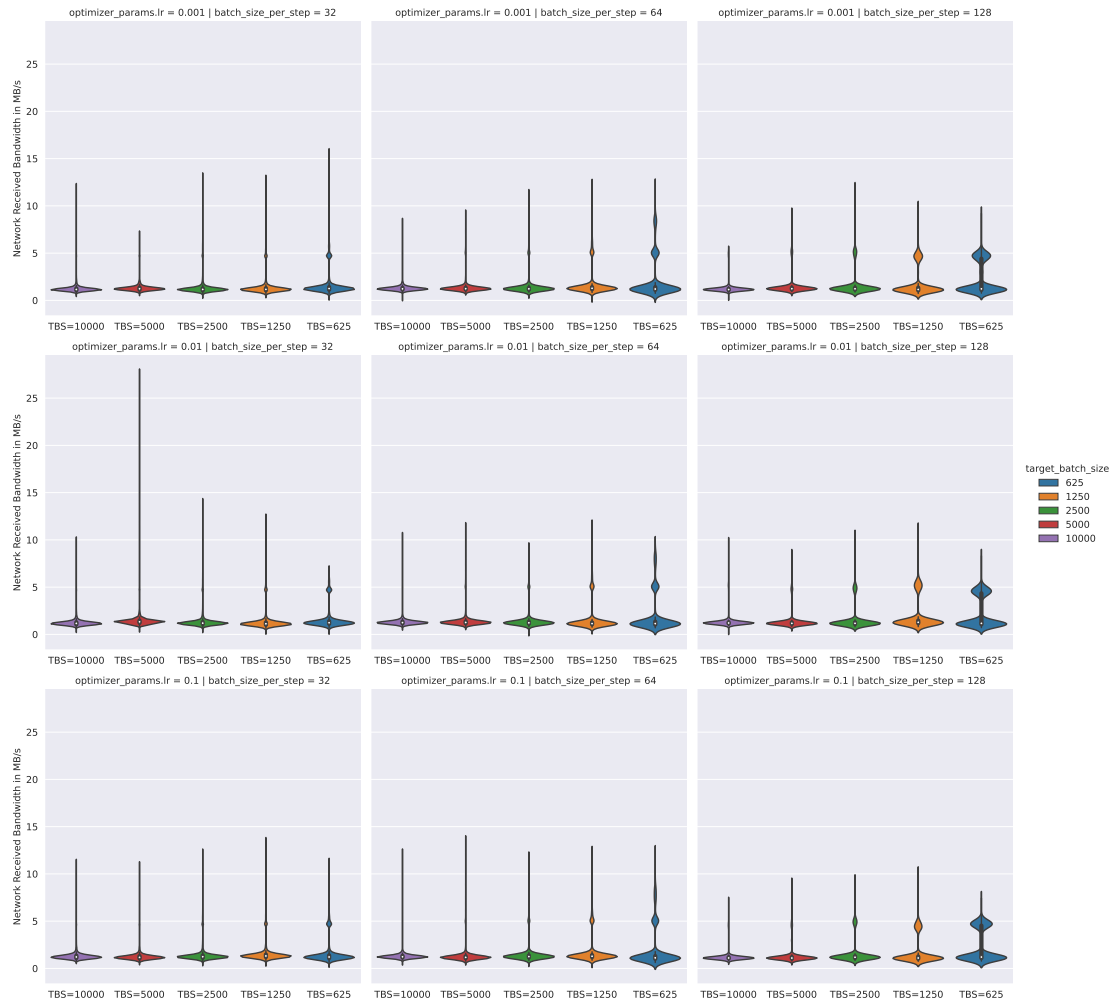 optimizer_params.lr = 0.001 | batch_size_per_step = 32
optimizer_params.lr = 0.001 | batch_size_per_step = 64
optimizer_params.lr = 0.001 | batch_size_per_step = 128
Network Received Bandwidth in MB/s
25
20
15
10
5
0
TBS=10000 TBS=5000 TBS=2500 TBS=1250 TBS=625
TBS=10000 TBS=5000 TBS=2500 TBS=1250 TBS=625
TBS=10000 TBS=5000 TBS=2500 TBS=1250 TBS=625
optimizer_params.lr = 0.01 | batch_size_per_step = 32
optimizer_params.lr = 0.01 | batch_size_per_step = 64
optimizer_params.lr = 0.01 | batch_size_per_step = 128
Network Received Bandwidth in MB/s
25
20
15
10
5
0
TBS=10000 TBS=5000 TBS=2500 TBS=1250 TBS=625
TBS=10000 TBS=5000 TBS=2500 TBS=1250 TBS=625
TBS=10000 TBS=5000 TBS=2500 TBS=1250 TBS=625
target_batch_size
625
1250
2500
5000
10000
optimizer_params.lr = 0.1 | batch_size_per_step = 32
optimizer_params.lr = 0.1 | batch_size_per_step = 64
optimizer_params.lr = 0.1 | batch_size_per_step = 128
Network Received Bandwidth in MB/s
25
20
15
10
5
0
TBS=10000 TBS=5000 TBS=2500 TBS=1250 TBS=625
TBS=10000 TBS=5000 TBS=2500 TBS=1250 TBS=625
TBS=10000 TBS=5000 TBS=2500 TBS=1250 TBS=625